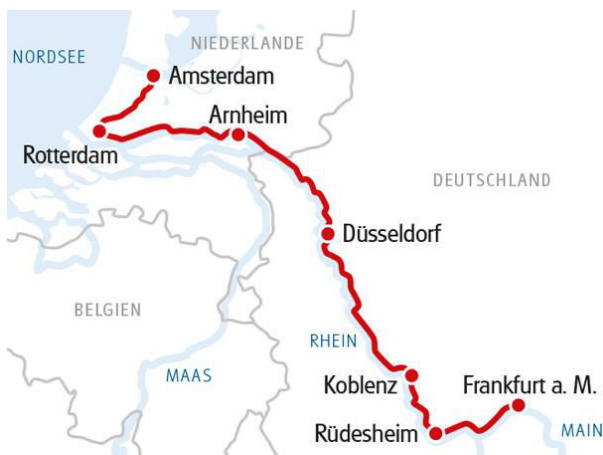 NIEDERLANDE
NORDSEE
Amsterdam
Arnheim
Rotterdam
DEUTSCHLAND
Düsseldorf
BELGIEN
RHEIN
MAAS
Koblenz
Frankfurt a. M.
Rüdesheim
MAIN